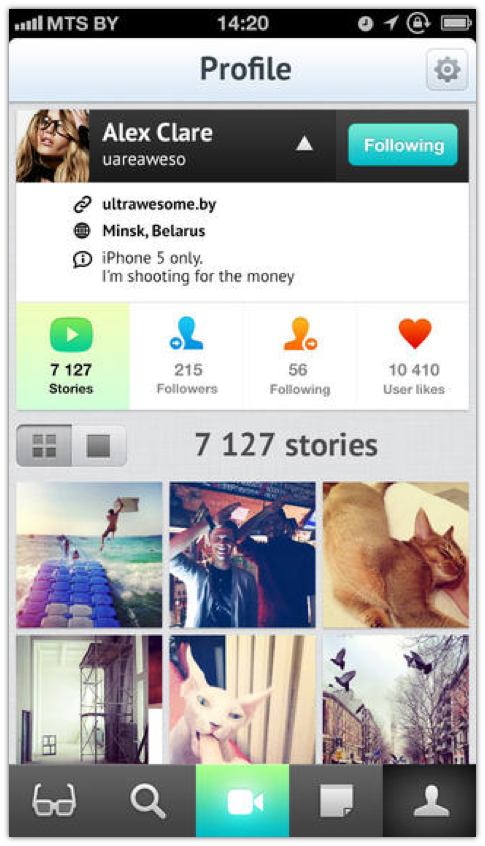 MTS BY 14:20
Profile
Alex Clare
uareaweso
Following
ultrawesome.by
Minsk, Belarus
iPhone 5 only.
I'm shooting for the money
7 127 215 56 10 410
Stories Followers Following User likes
7 127 stories